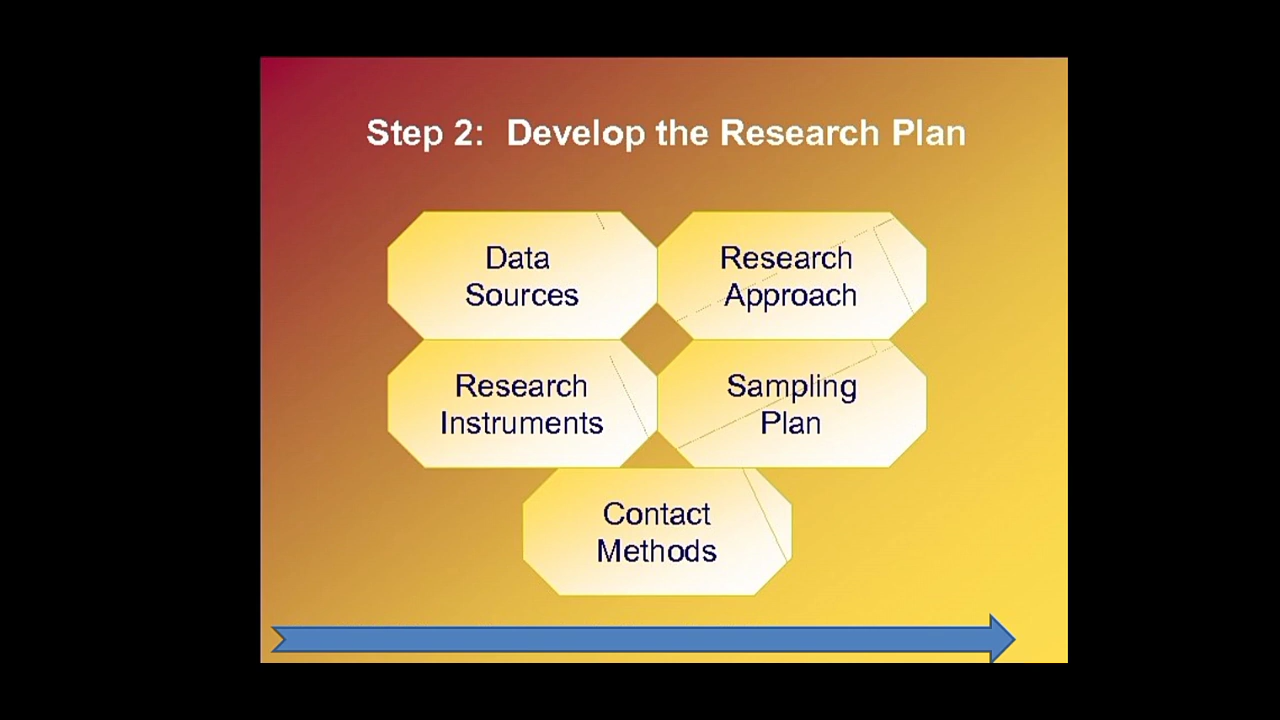 Step 2: Develop the Research Plan
Data
Sources
Research
Approach
Research
Instruments
Sampling
Plan
Contact
Methods